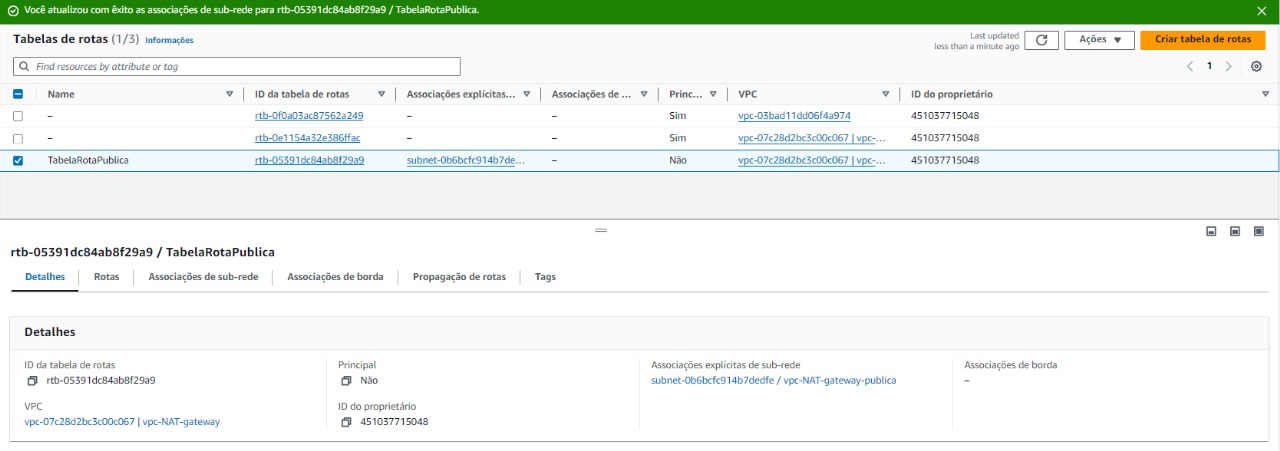 Você atualizou com êxito as associações de sub-rede para rtb-05391dc84ab8f29a9 / TabelaRotaPublica.
Tabelas de rotas (1/3) Informações
Last updated less than a minute ago
Ações
Criar tabela de rotas
Find resources by attribute or tag
1
Name ID da tabela de rotas Associações explícitas... Associações de ... Princ... VPC ID do proprietário
– rtb-0f0a03ac87562a249 – – Sim vpc-03bad11dd06f4a974 451037715048
– rtb-0e1154a32e386ffac – – Sim vpc-07c28d2bc3c00c067 | vpc-... 451037715048
TabelaRotaPublica rtb-05391dc84ab8f29a9 subnet-0b6bcfc914b7de... – Não vpc-07c28d2bc3c00c067 | vpc-... 451037715048
rtb-05391dc84ab8f29a9 / TabelaRotaPublica
Detalhes Rotas Associações de sub-rede Associações de borda Propagação de rotas Tags
Detalhes
ID da tabela de rotas
rtb-05391dc84ab8f29a9
Principal
Não
Associações explícitas de sub-rede
subnet-0b6bcfc914b7dedfe / vpc-NAT-gateway-publica
Associações de borda
–
VPC
vpc-07c28d2bc3c00c067 | vpc-NAT-gateway
ID do proprietário
451037715048